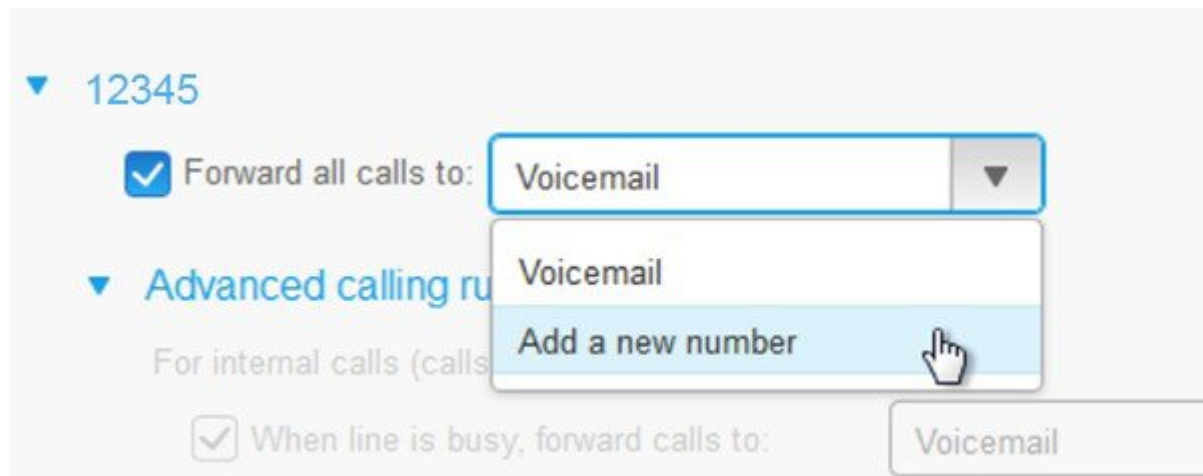 12345
Forward all calls to: Voicemail
Voicemail
Advanced calling ru
Add a new number
For internal calls (calls
When line is busy, forward calls to: Voicemail